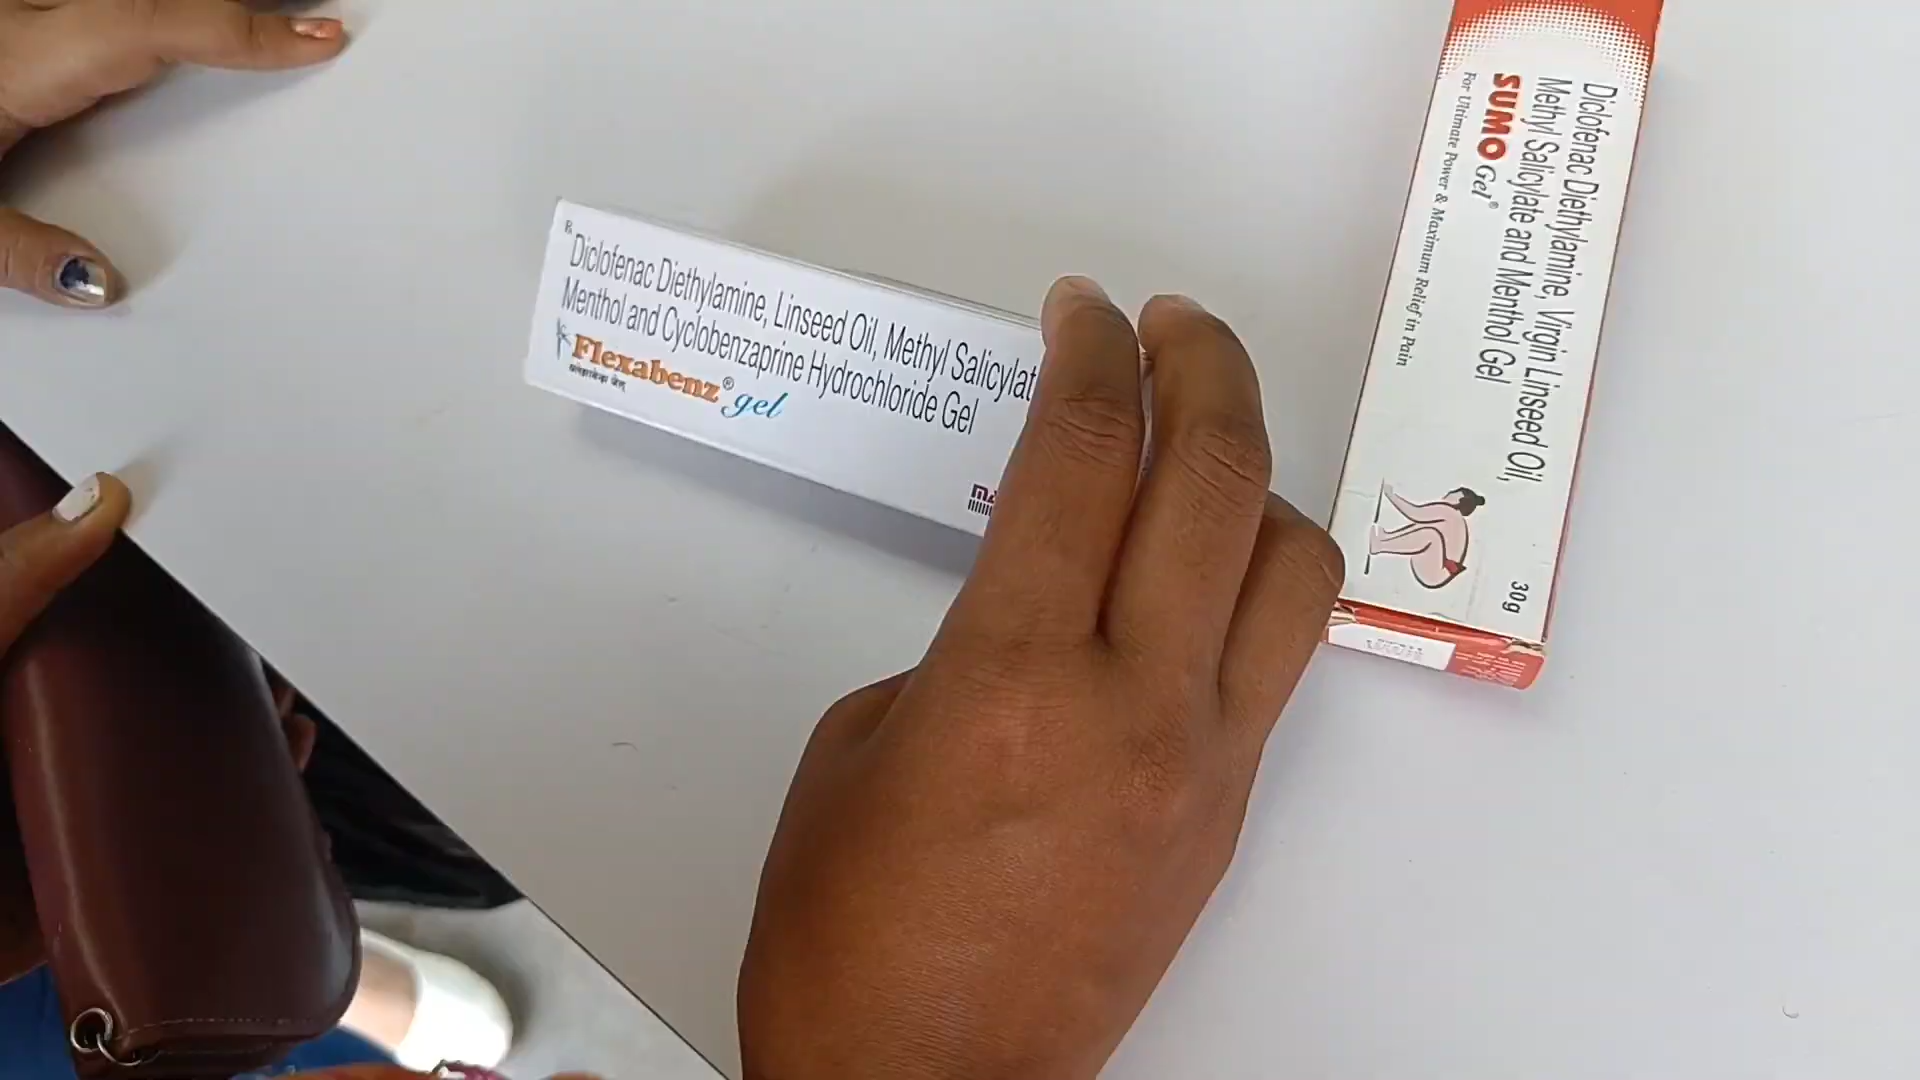 Rx
Diclofenac Diethylamine, Linseed Oil, Methyl Salicylat
Menthol and Cyclobenzaprine Hydrochloride Gel
Flexabenz® gel
Diclofenac Diethylamine, Virgin Linseed Oil,
Methyl Salicylate and Menthol Gel
SUMO Gel®
For Ultimate Power & Maximum Relief in Pain
30g